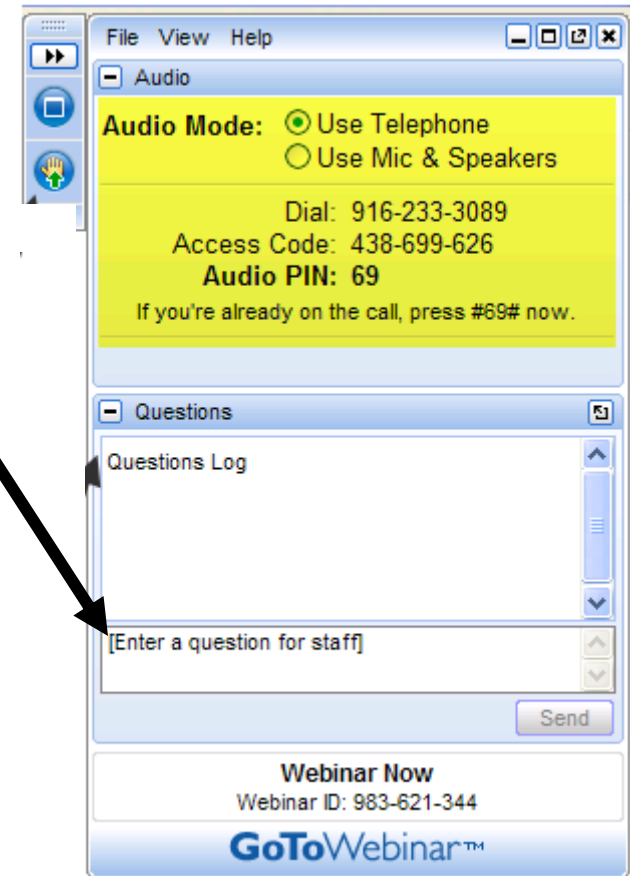 File View Help
Audio
Audio Mode: Use Telephone
Use Mic & Speakers
Dial: 916-233-3089
Access Code: 438-699-626
Audio PIN: 69
If you're already on the call, press #69# now.
Questions
Questions Log
[Enter a question for staff]
Send
Webinar Now
Webinar ID: 983-621-344
GoToWebinar™